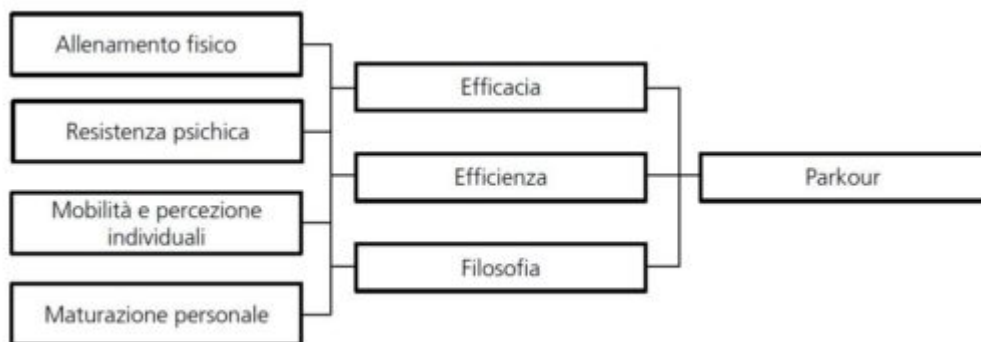 Allenamento fisico
Resistenza psichica
Mobilità e percezione
individuali
Maturazione personale
Efficacia
Efficienza
Filosofia
Parkour